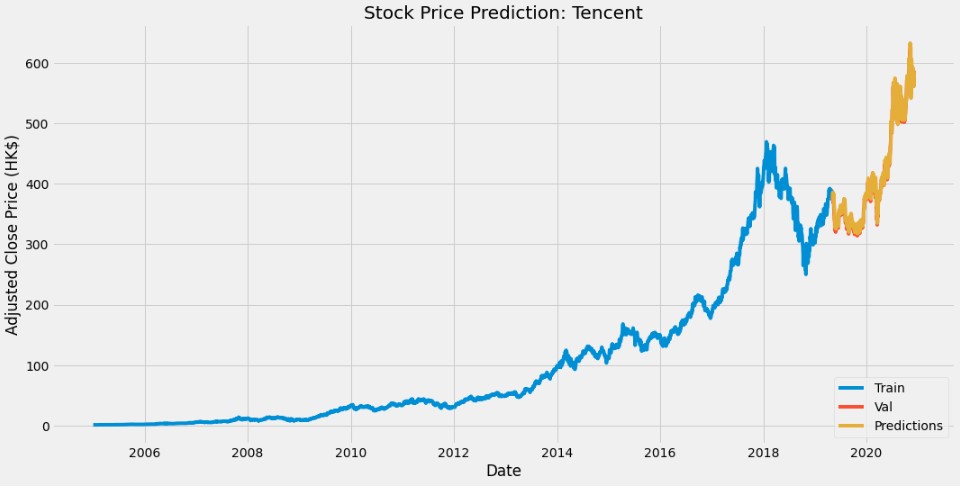 Stock Price Prediction: Tencent
Adjusted Close Price (HK$)
600
500
400
300
200
100
0
2006
2008
2010
2012
2014
2016
2018
2020
Date
Train
Val
Predictions